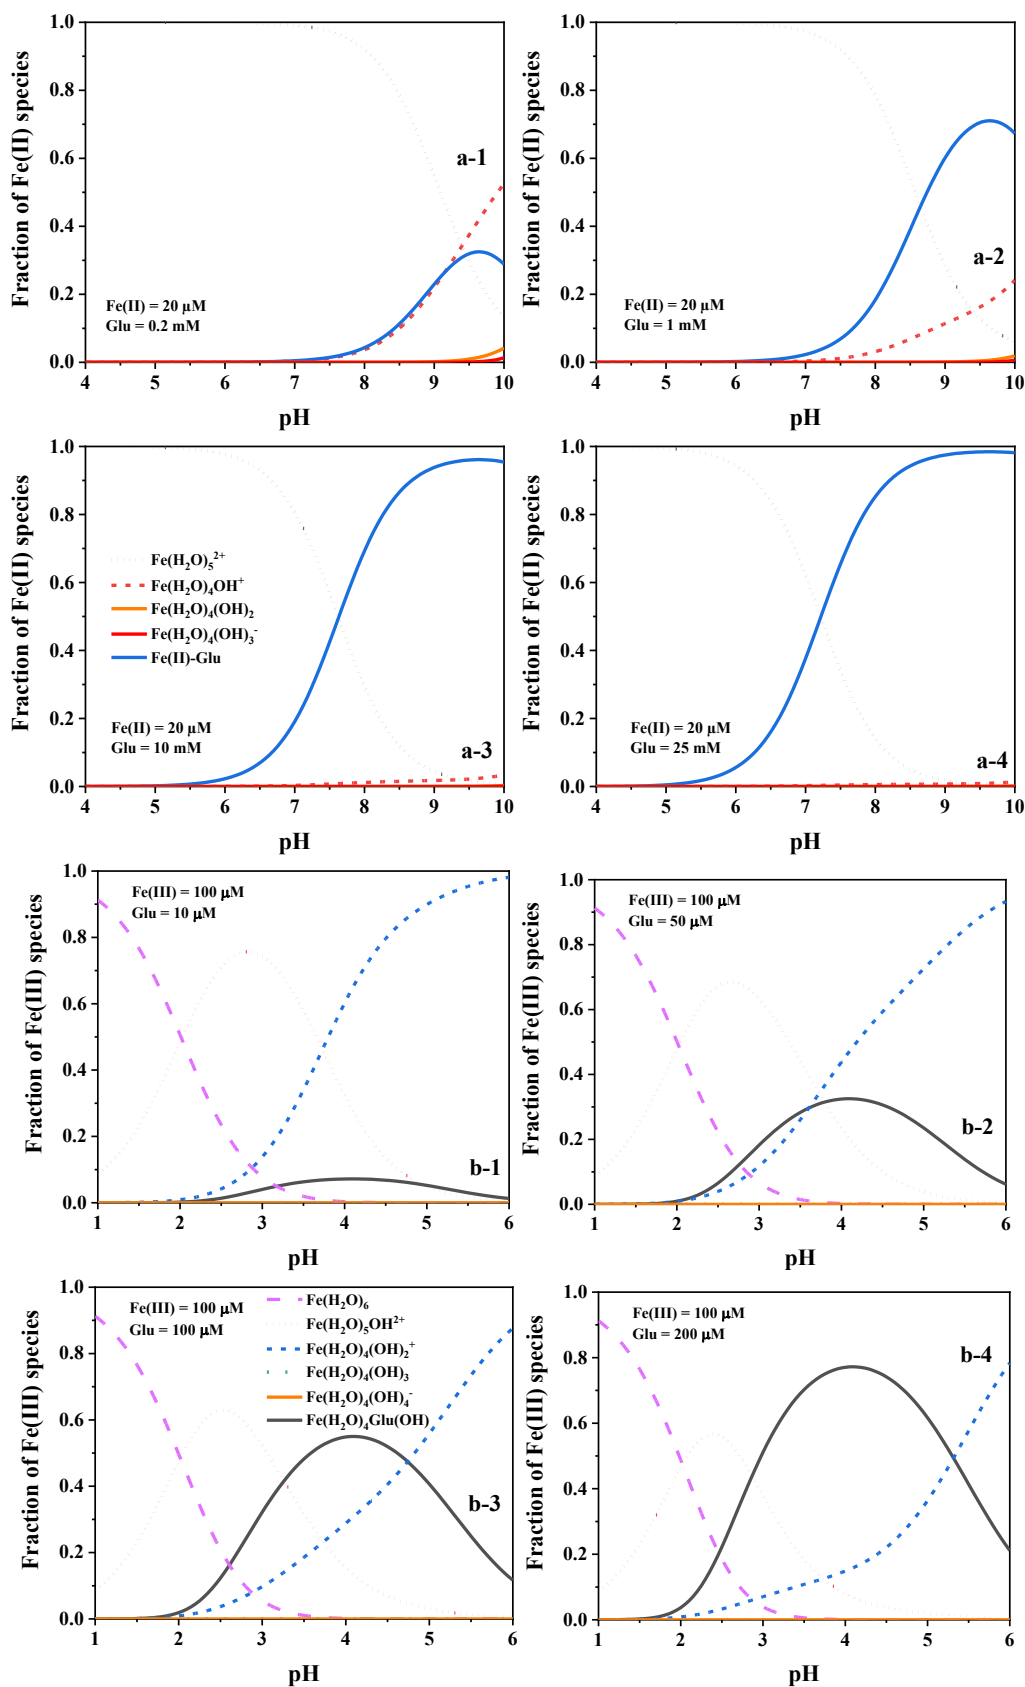 Fraction of Fe(II) species
1.0
0.8
0.6
0.4
0.2
0.0
a-1
Fe(II) = 20 µM
Glu = 0.2 mM
4 5 6 7 8 9 10
pH
Fraction of Fe(II) species
1.0
0.8
0.6
0.4
0.2
0.0
a-2
Fe(II) = 20 µM
Glu = 1 mM
4 5 6 7 8 9 10
pH
Fraction of Fe(II) species
1.0
0.8
0.6
0.4
0.2
0.0
Fe(H₂O)₅²⁺
Fe(H₂O)₄OH⁺
Fe(H₂O)₄(OH)₂
Fe(H₂O)₄(OH)₃⁻
Fe(II)-Glu
Fe(II) = 20 µM
Glu = 10 mM
a-3
4 5 6 7 8 9 10
pH
Fraction of Fe(II) species
1.0
0.8
0.6
0.4
0.2
0.0
Fe(II) = 20 µM
Glu = 25 mM
a-4
4 5 6 7 8 9 10
pH
Fraction of Fe(III) species
1.0
0.8
0.6
0.4
0.2
0.0
Fe(III) = 100 µM
Glu = 10 µM
b-1
1 2 3 4 5 6
pH
Fraction of Fe(III) species
1.0
0.8
0.6
0.4
0.2
0.0
Fe(III) = 100 µM
Glu = 50 µM
b-2
1 2 3 4 5 6
pH
Fraction of Fe(III) species
1.0
0.8
0.6
0.4
0.2
0.0
Fe(III) = 100 µM
Glu = 100 µM
Fe(H₂O)₆
Fe(H₂O)₅OH²⁺
Fe(H₂O)₄(OH)₂⁺
Fe(H₂O)₄(OH)₃
Fe(H₂O)₄(OH)₄⁻
Fe(H₂O)₄Glu(OH)
b-3
1 2 3 4 5 6
pH
Fraction of Fe(III) species
1.0
0.8
0.6
0.4
0.2
0.0
Fe(III) = 100 µM
Glu = 200 µM
b-4
1 2 3 4 5 6
pH